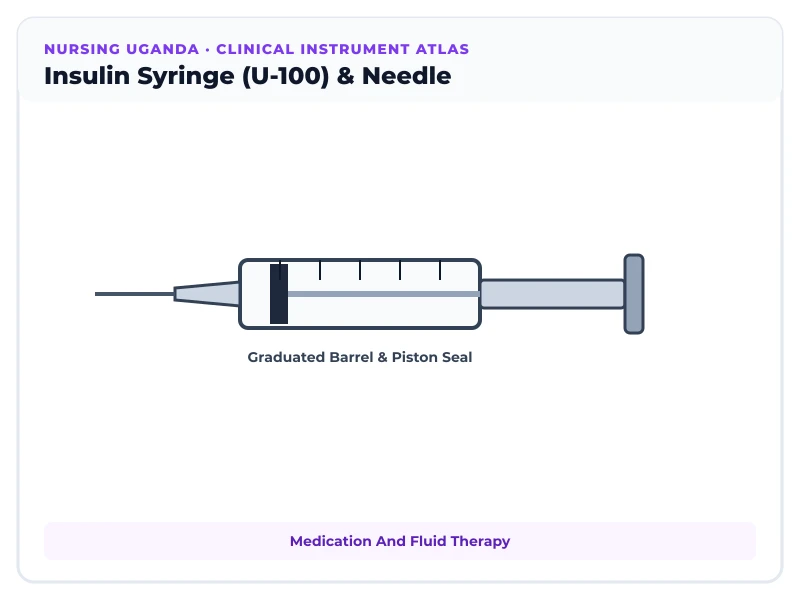 NURSING UGANDA · CLINICAL INSTRUMENT ATLAS
Insulin Syringe (U-100) & Needle
Graduated Barrel & Piston Seal
Medication And Fluid Therapy